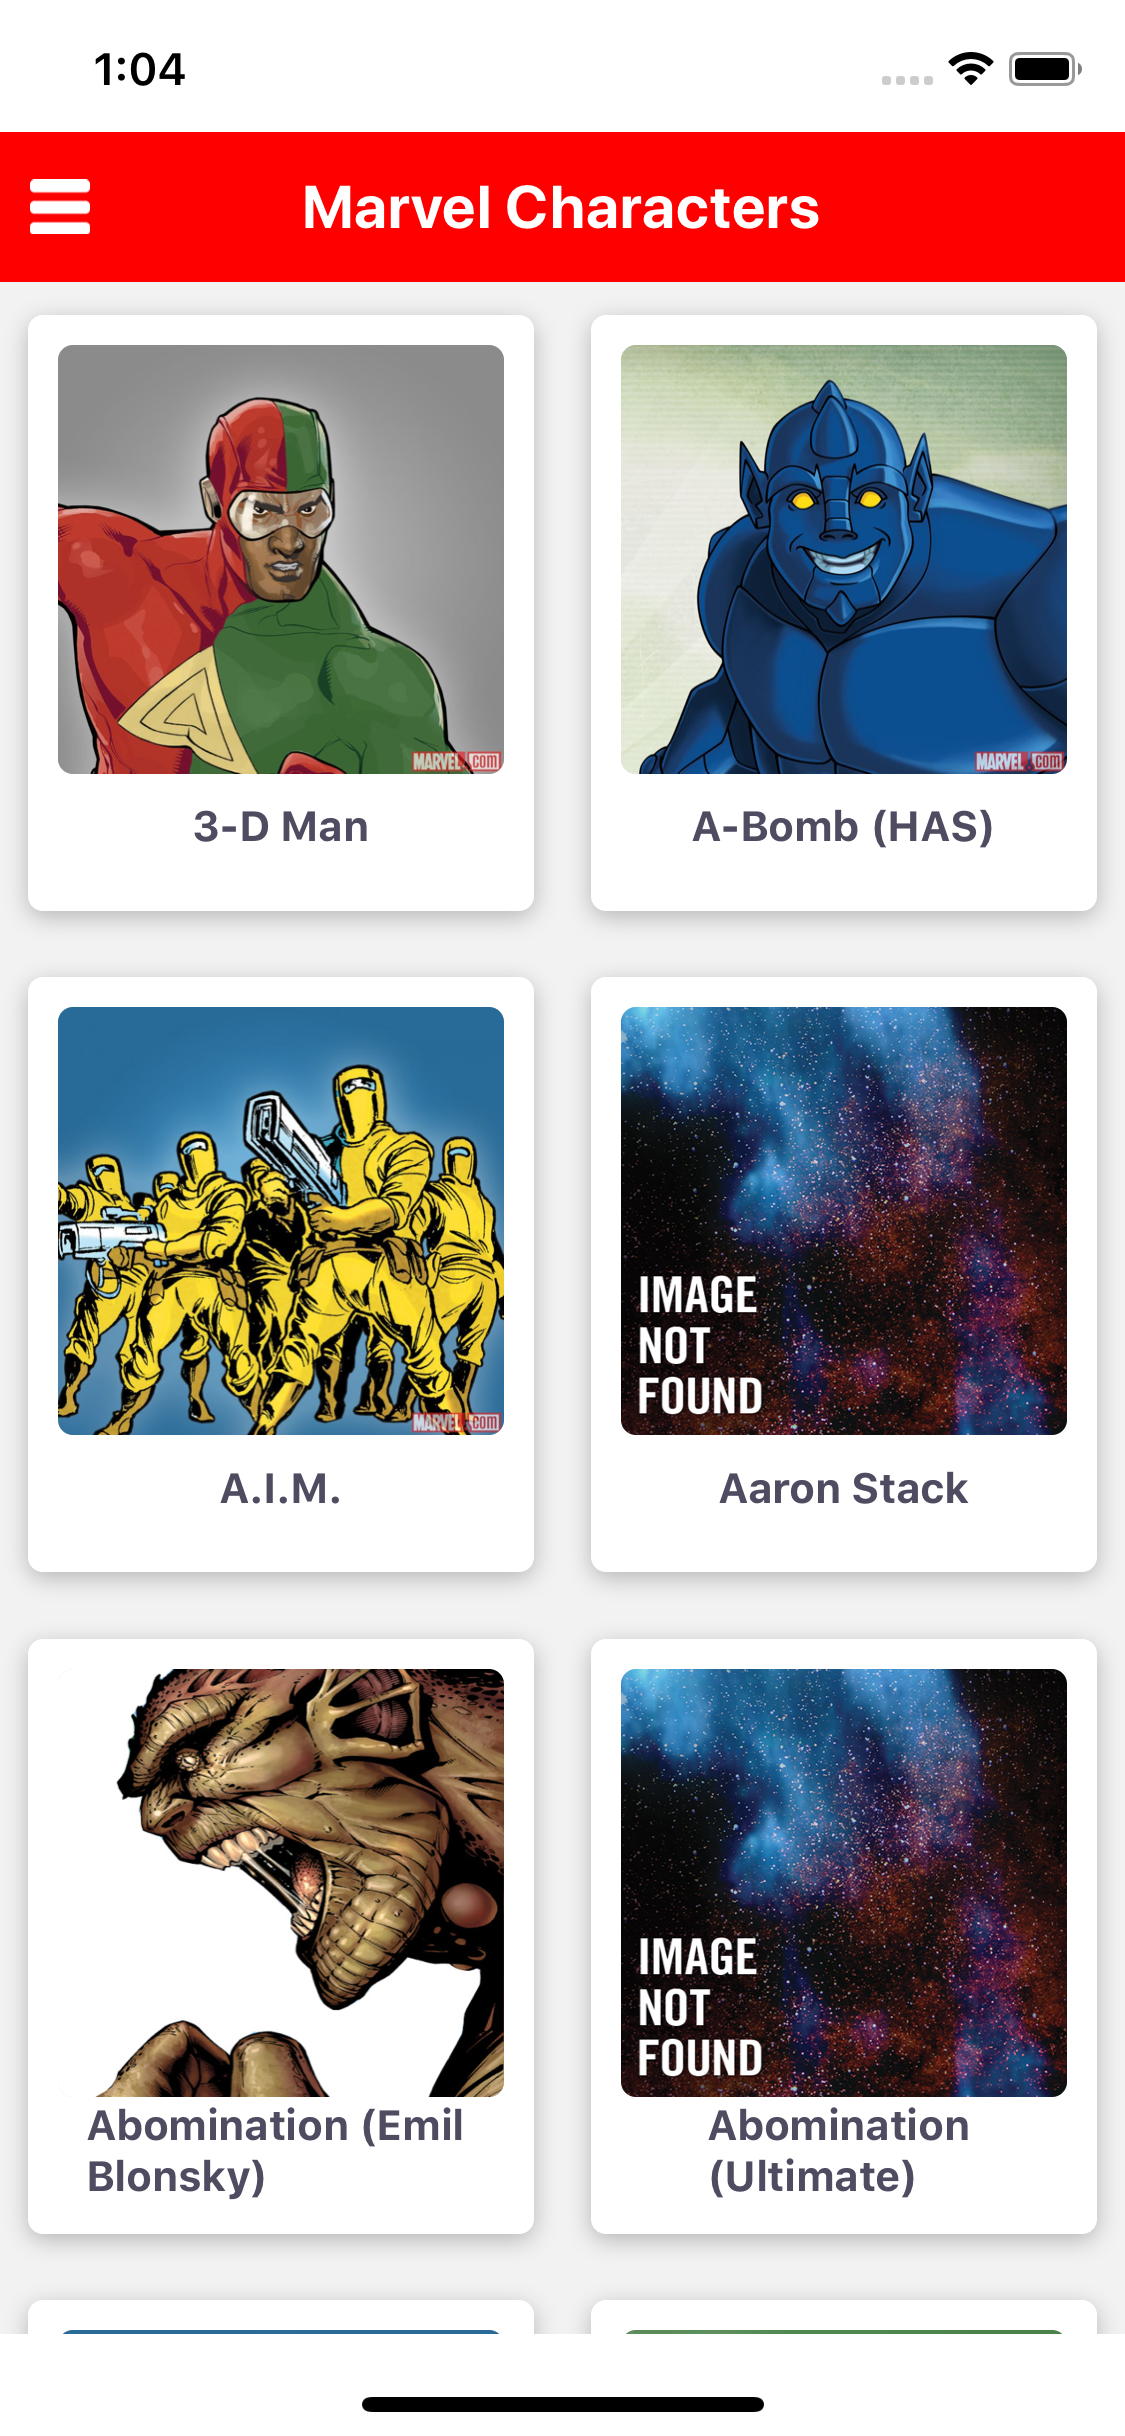 1:04
Marvel Characters
MARVEL.com
MARVEL.com
3-D Man
A-Bomb (HAS)
MARVEL.com
IMAGE
NOT
FOUND
A.I.M.
Aaron Stack
IMAGE
NOT
FOUND
Abomination (Emil
Blonsky)
Abomination
(Ultimate)